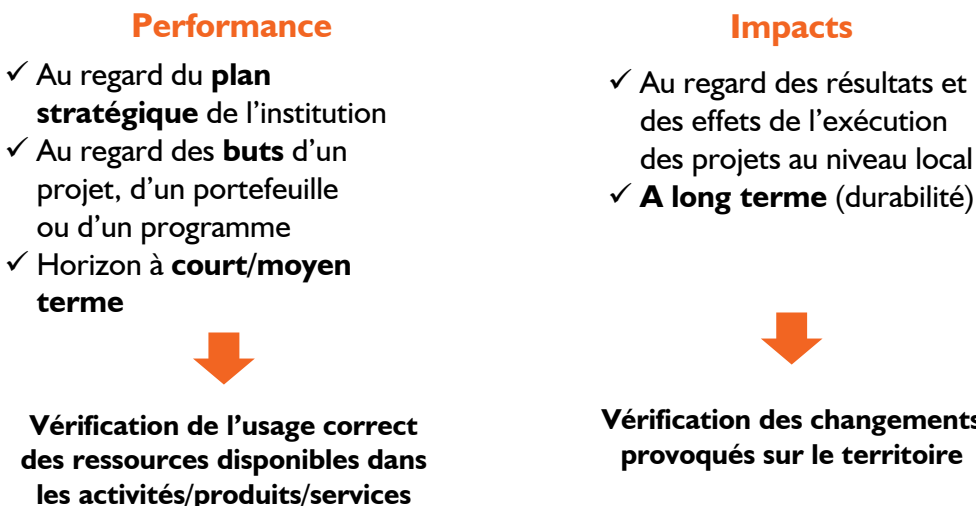 Performance
✓ Au regard du plan
stratégique de l’institution
✓ Au regard des buts d’un
projet, d’un portefeuille
ou d’un programme
✓ Horizon à court/moyen
terme
Vérification de l’usage correct
des ressources disponibles dans
les activités/produits/services
Impacts
✓ Au regard des résultats et
des effets de l’exécution
des projets au niveau local
✓ A long terme (durabilité)
Vérification des changements
provoqués sur le territoire